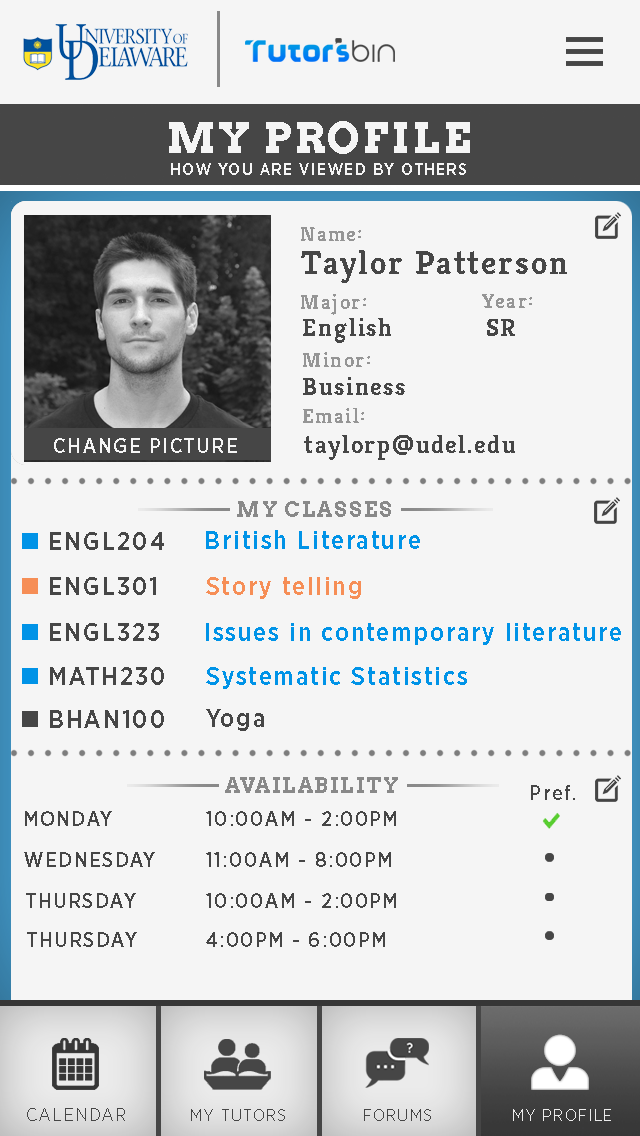 UNIVERSITY OF DELAWARE
Tutorsbin
MY PROFILE
HOW YOU ARE VIEWED BY OTHERS
Name:
Taylor Patterson
Major: Year:
English SR
Minor:
Business
Email:
taylorp@udel.edu
CHANGE PICTURE
MY CLASSES
ENGL204 British Literature
ENGL301 Story telling
ENGL323 Issues in contemporary literature
MATH230 Systematic Statistics
BHAN100 Yoga
AVAILABILITY
Pref.
MONDAY 10:00AM - 2:00PM
WEDNESDAY 11:00AM - 8:00PM
THURSDAY 10:00AM - 2:00PM
THURSDAY 4:00PM - 6:00PM
CALENDAR MY TUTORS FORUMS MY PROFILE